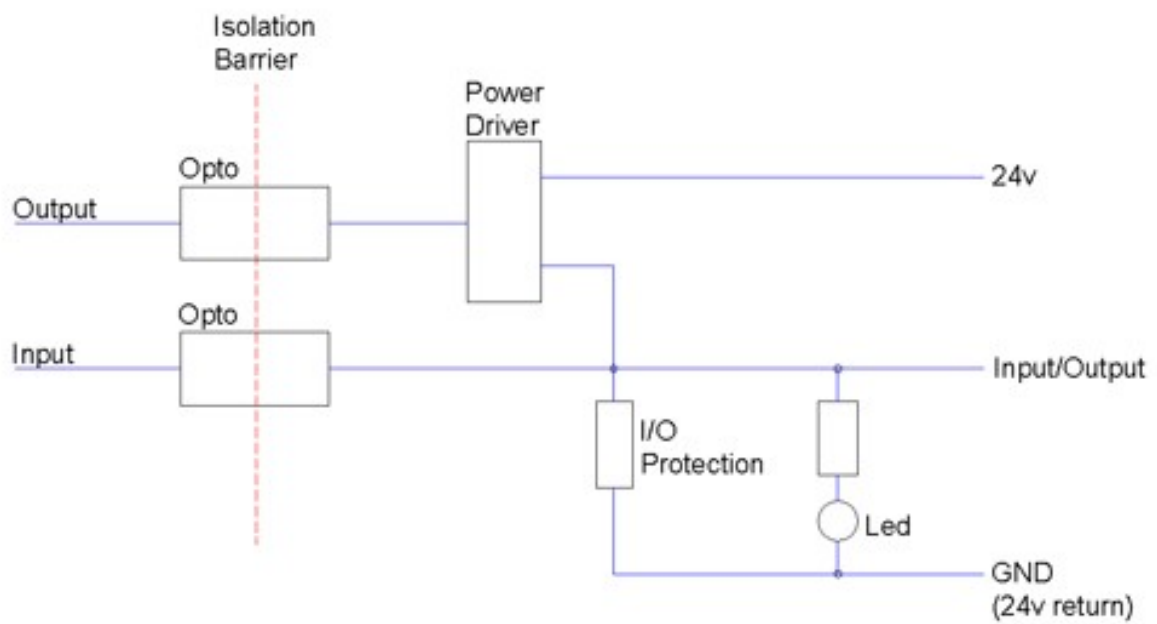 Isolation
Barrier
Power
Driver
Opto
24v
Output
Opto
Input
Input/Output
I/O
Protection
Led
GND
(24v return)